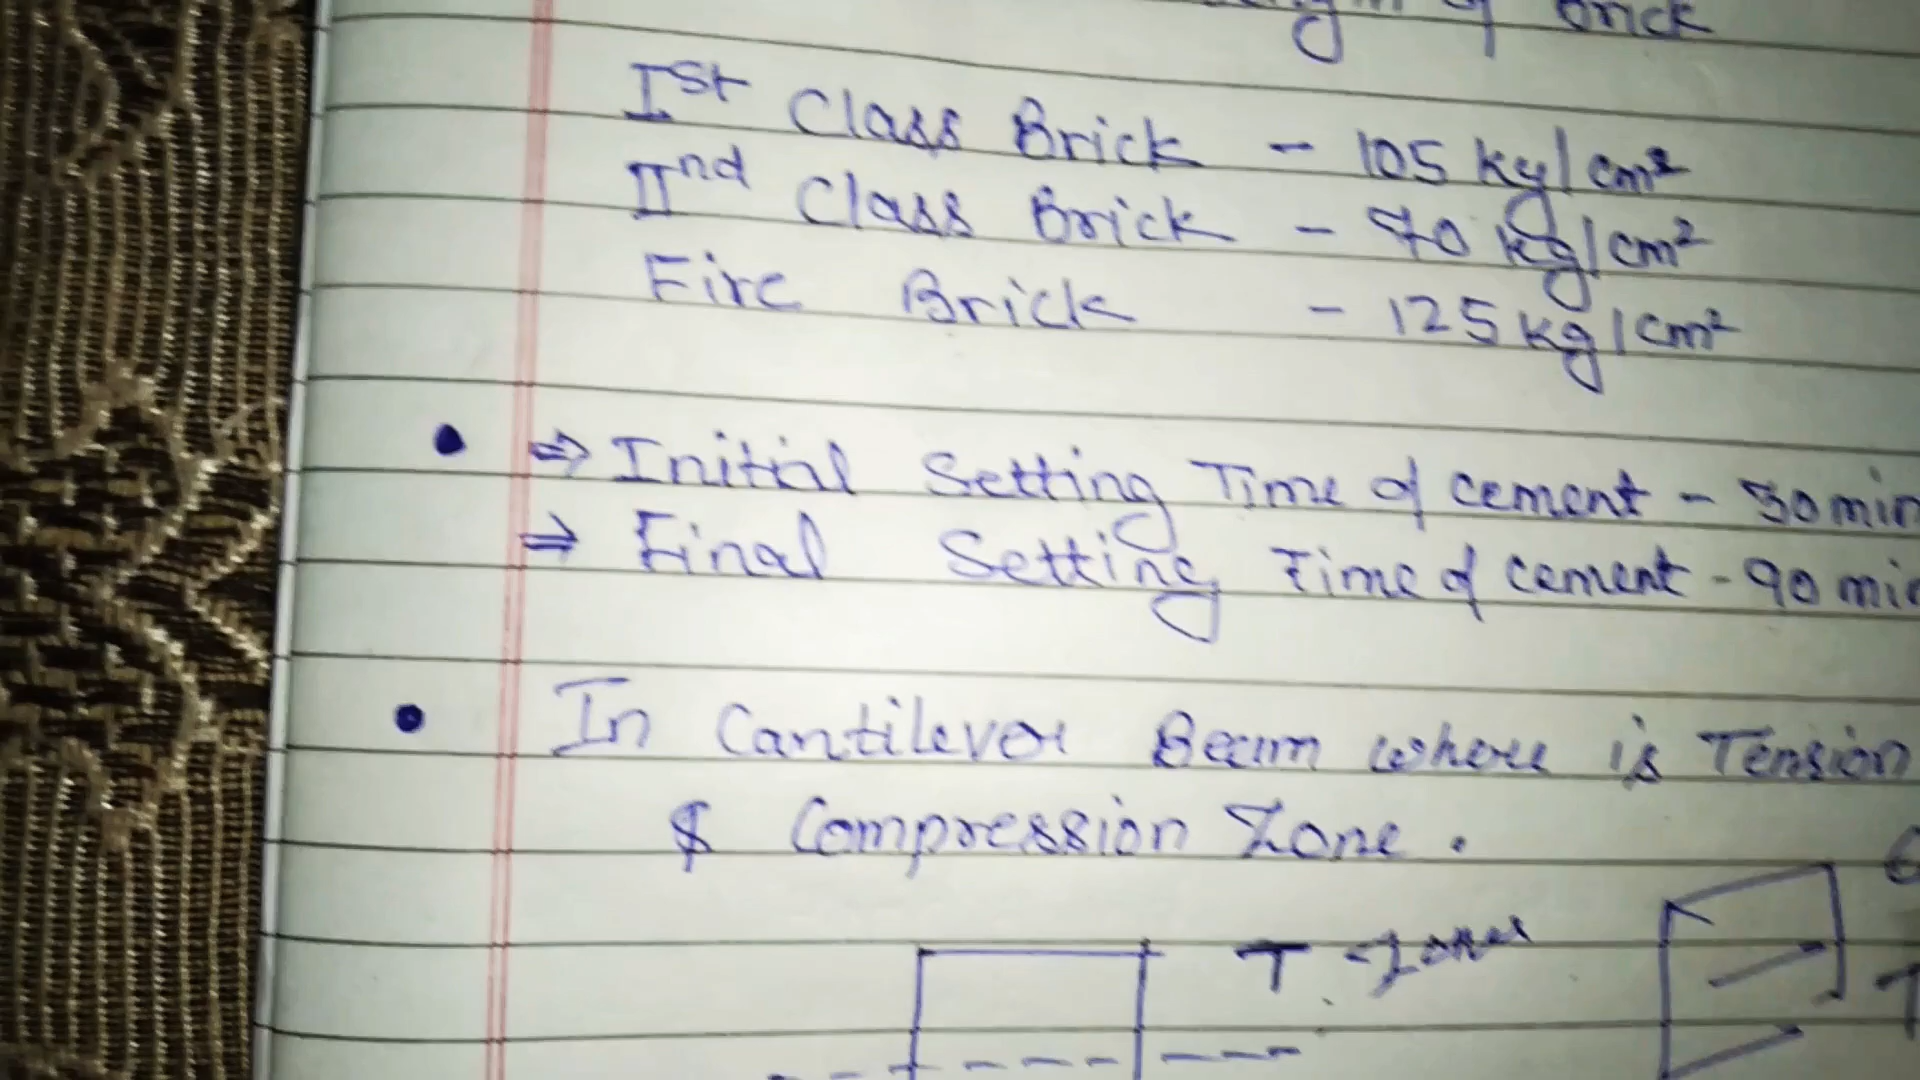 of Brick
Ist Class Brick - 105 kg/cm²
IInd Class Brick - 70 kg/cm²
Fire Brick - 125 kg/cm²
• ⇒ Initial Setting Time of cement - 30 min
⇒ Final Setting Time of cement - 90 min
• In Cantilever Beam where is Tension
& Compression Zone.
T - Zone